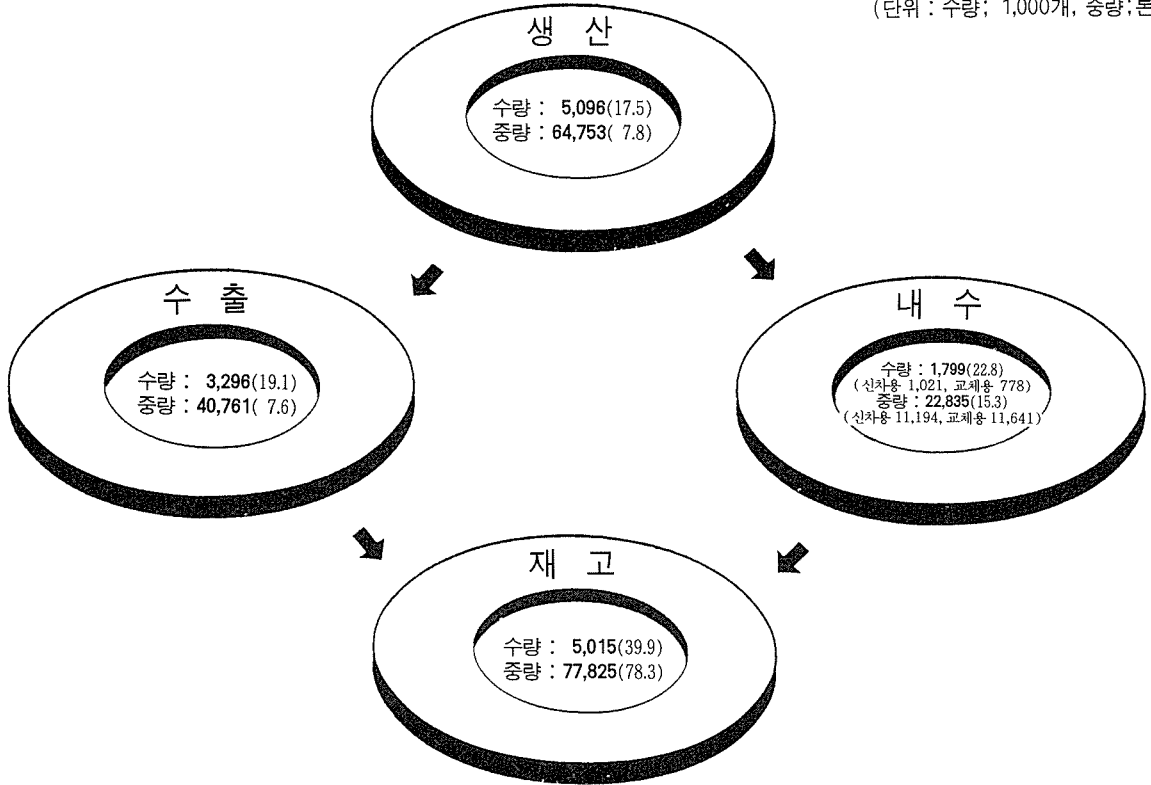 (단위 : 수량; 1,000개, 중량;톤
생 산
수량 : 5,096(17.5)
중량 : 64,753( 7.8)
수 출
수량 : 3,296(19.1)
중량 : 40,761( 7.6)
내 수
수량 : 1,799(22.8)
(신차용 1,021, 교체용 778)
중량 : 22,835(15.3)
(신차용 11,194, 교체용 11,641)
재 고
수량 : 5,015(39.9)
중량 : 77,825(78.3)